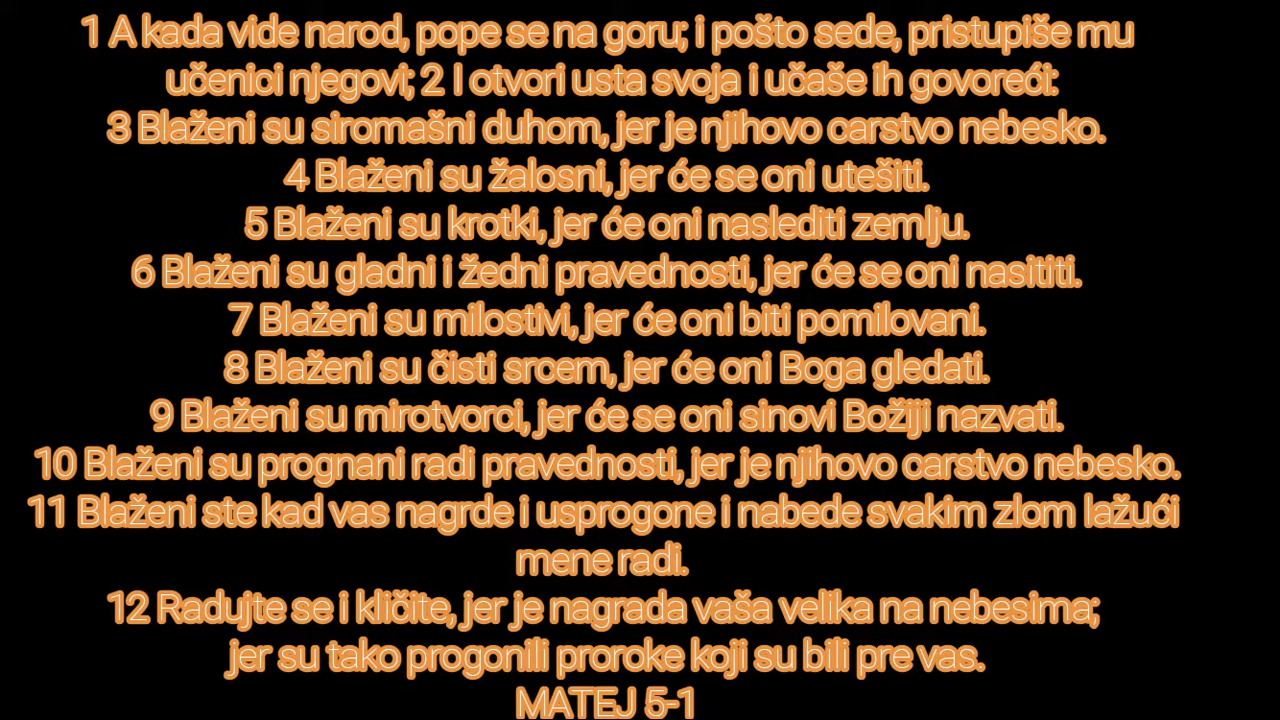 1 A kada vide narod, pope se na goru; i pošto sede, pristupiše mu
učenici njegovi; 2 I otvori usta svoja i učaše ih govoreći:
3 Blaženi su siromašni duhom, jer je njihovo carstvo nebesko.
4 Blaženi su žalosni, jer će se oni utešiti.
5 Blaženi su krotki, jer će oni naslediti zemlju.
6 Blaženi su gladni i žedni pravednosti, jer će se oni nasititi.
7 Blaženi su milostivi, jer će oni biti pomilovani.
8 Blaženi su čisti srcem, jer će oni Boga gledati.
9 Blaženi su mirotvorci, jer će se oni sinovi Božiji nazvati.
10 Blaženi su prognani radi pravednosti, jer je njihovo carstvo nebesko.
11 Blaženi ste kad vas nagrde i usprogone i nabede svakim zlom lažući
mene radi.
12 Radujte se i kličite, jer je nagrada vaša velika na nebesima;
jer su tako progonili proroke koji su bili pre vas.
MATEJ 5-1